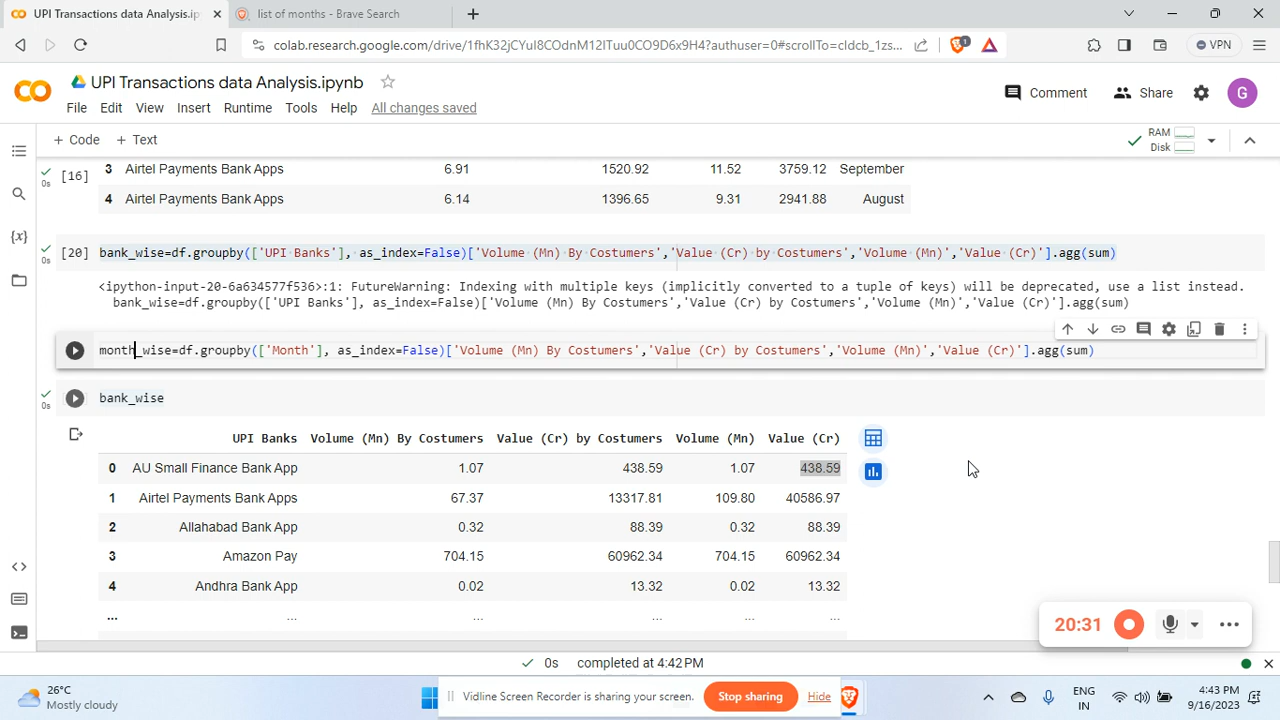 UPI Transactions data Analysis.ip
list of months - Brave Search
colab.research.google.com/drive/1fhK32jCYuI8COdnM12ITuu0CO9D6x9H4?authuser=0#scrollTo=cIdcb_1zs...
1
VPN
UPI Transactions data Analysis.ipynb
File Edit View Insert Runtime Tools Help All changes saved
Comment Share G
+ Code + Text
RAM
Disk
[16] 3 Airtel Payments Bank Apps 6.91 1520.92 11.52 3759.12 September
0s
4 Airtel Payments Bank Apps 6.14 1396.65 9.31 2941.88 August
[20] bank_wise=df.groupby(['UPI Banks'], as_index=False)['Volume (Mn) By Costumers','Value (Cr) by Costumers','Volume (Mn)','Value (Cr)'].agg(sum)
0s
<ipython-input-20-6a634577f536>:1: FutureWarning: Indexing with multiple keys (implicitly converted to a tuple of keys) will be deprecated, use a list instead.
bank_wise=df.groupby(['UPI Banks'], as_index=False)['Volume (Mn) By Costumers','Value (Cr) by Costumers','Volume (Mn)','Value (Cr)'].agg(sum)
month_wise=df.groupby(['Month'], as_index=False)['Volume (Mn) By Costumers','Value (Cr) by Costumers','Volume (Mn)','Value (Cr)'].agg(sum)
bank_wise
0s
UPI Banks Volume (Mn) By Costumers Value (Cr) by Costumers Volume (Mn) Value (Cr)
0 AU Small Finance Bank App 1.07 438.59 1.07 438.59
1 Airtel Payments Bank Apps 67.37 13317.81 109.80 40586.97
2 Allahabad Bank App 0.32 88.39 0.32 88.39
3 Amazon Pay 704.15 60962.34 704.15 60962.34
4 Andhra Bank App 0.02 13.32 0.02 13.32
... ... ... ... ... ...
20:31
0s completed at 4:42 PM
26°C
Mostly cloudy
Vidline Screen Recorder is sharing your screen. Stop sharing Hide
ENG
IN
4:43 PM
9/16/2023